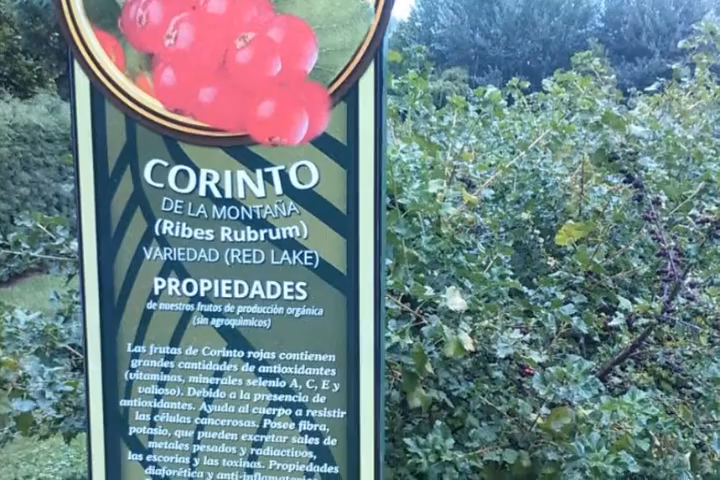 CORINTO
DE LA MONTAÑA
(Ribes Rubrum)
VARIEDAD (RED LAKE)
PROPIEDADES
de nuestros frutos de producción orgánica
(sin agroquimicos)
Las frutas de Corinto rojas contienen
grandes cantidades de antioxidantes
(vitaminas, minerales selenio A, C, E y
valioso). Debido a la presencia de
antioxidantes. Ayuda al cuerpo a resistir
las células cancerosas. Posee fibra,
potasio, que pueden excretar sales de
metales pesados y radiactivos,
las escorias y las toxinas. Propiedades
diaforética y anti-inflamatorias